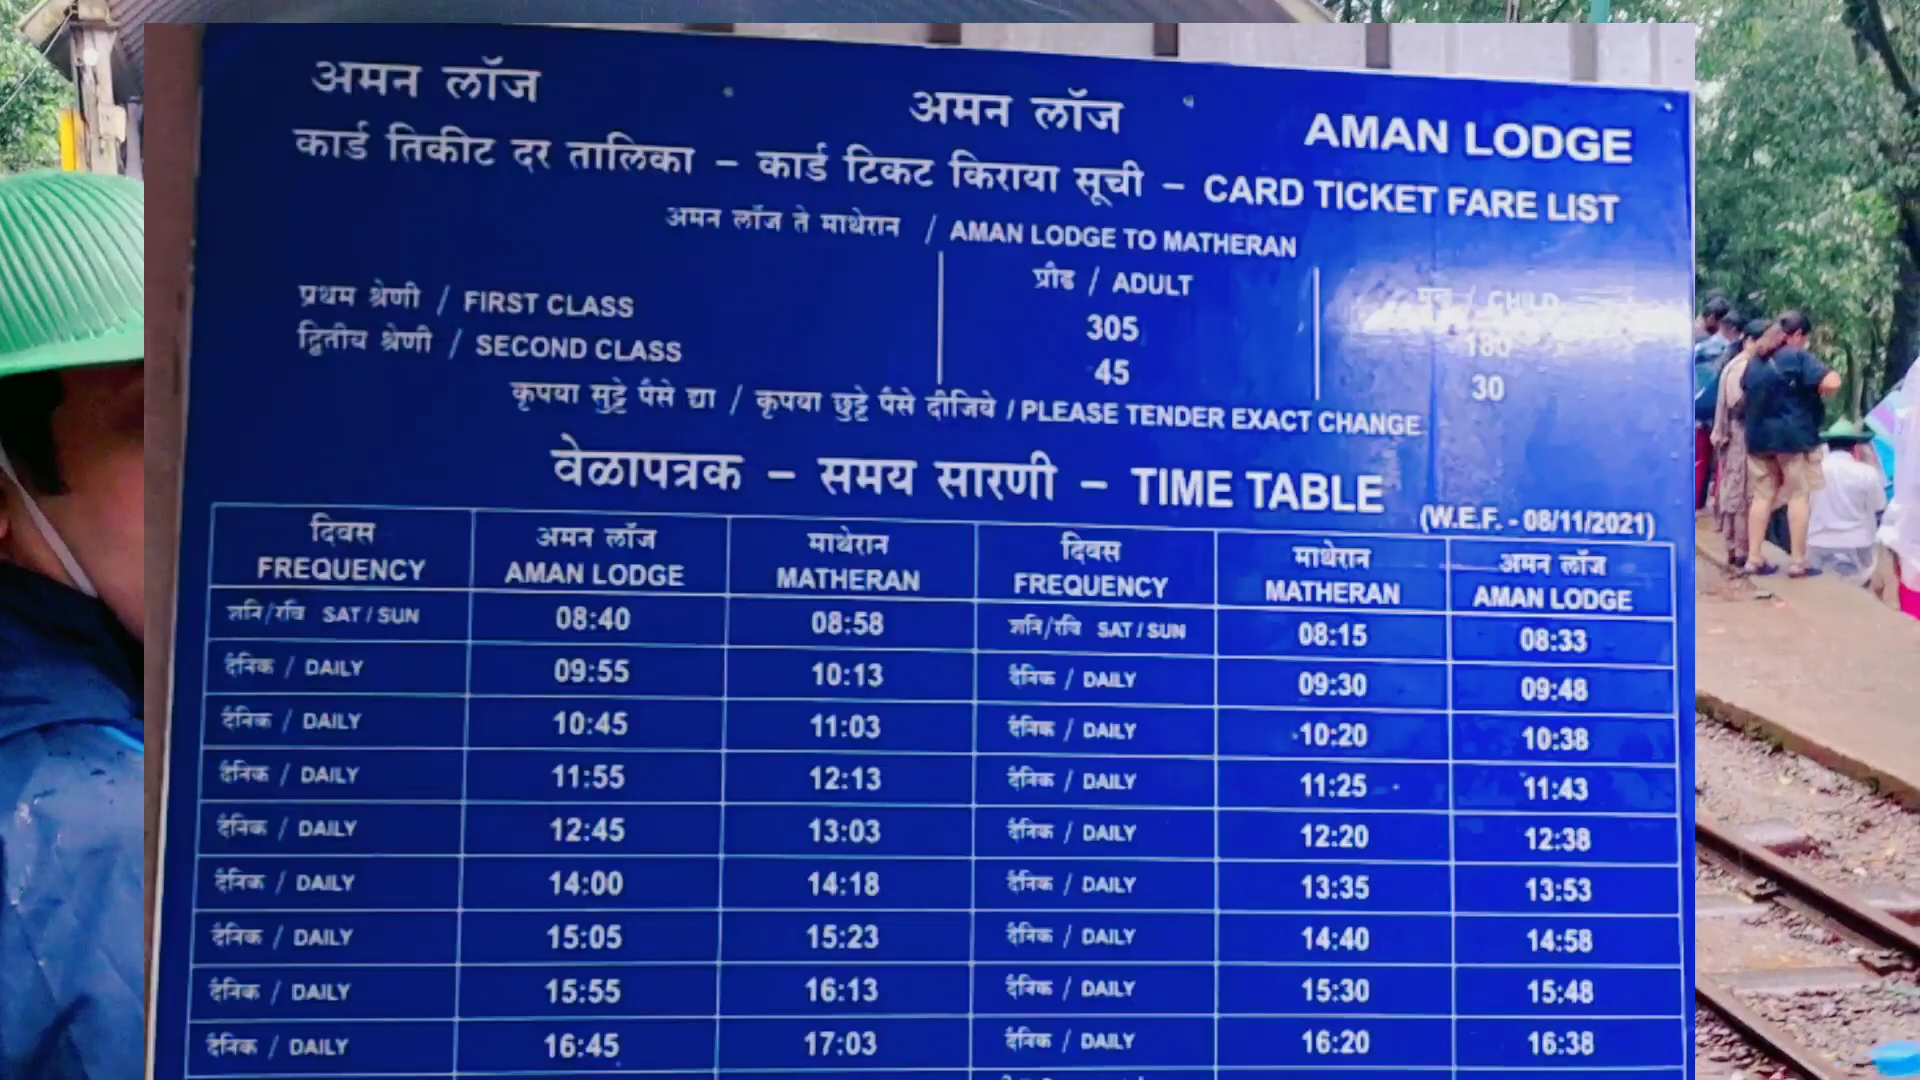 अमन लॉज अमन लॉज AMAN LODGE
कार्ड तिकीट दर तालिका – कार्ड टिकट किराया सूची – CARD TICKET FARE LIST
अमन लॉज ते माथेरान / AMAN LODGE TO MATHERAN
प्रौढ / ADULT / CHILD
प्रथम श्रेणी / FIRST CLASS 305 180
द्वितीय श्रेणी / SECOND CLASS 45 30
कृपया सुट्टे पैसे द्या / कृपया छुट्टे पैसे दीजिये / PLEASE TENDER EXACT CHANGE
वेळापत्रक – समय सारणी – TIME TABLE
(W.E.F. - 08/11/2021)
दिवस अमन लॉज माथेरान दिवस माथेरान अमन लॉज
FREQUENCY AMAN LODGE MATHERAN FREQUENCY MATHERAN AMAN LODGE
शनि/रवि SAT / SUN 08:40 08:58 शनि/रवि SAT / SUN 08:15 08:33
दैनिक / DAILY 09:55 10:13 दैनिक / DAILY 09:30 09:48
दैनिक / DAILY 10:45 11:03 दैनिक / DAILY 10:20 10:38
दैनिक / DAILY 11:55 12:13 दैनिक / DAILY 11:25 11:43
दैनिक / DAILY 12:45 13:03 दैनिक / DAILY 12:20 12:38
दैनिक / DAILY 14:00 14:18 दैनिक / DAILY 13:35 13:53
दैनिक / DAILY 15:05 15:23 दैनिक / DAILY 14:40 14:58
दैनिक / DAILY 15:55 16:13 दैनिक / DAILY 15:30 15:48
दैनिक / DAILY 16:45 17:03 दैनिक / DAILY 16:20 16:38